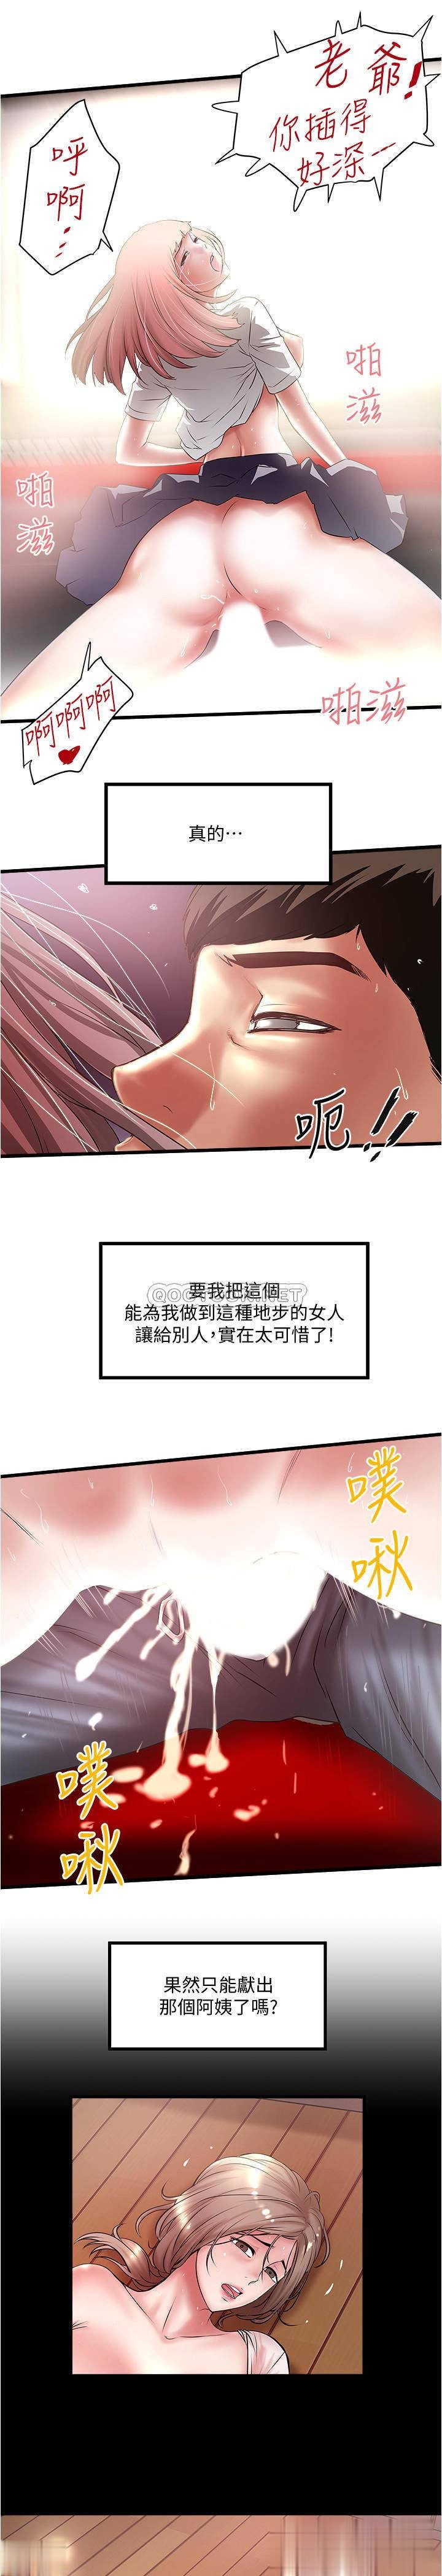 老爺!
你插得
好深——
呼
啊…
啪
滋
啪
滋
啪滋
啊啊啊
真的…
呃!!
要我把這個
能為我做到這種地步的女人
讓給別人，實在太可惜了!
噗
啾
噗
啾
果然只能獻出
那個阿姨了嗎?